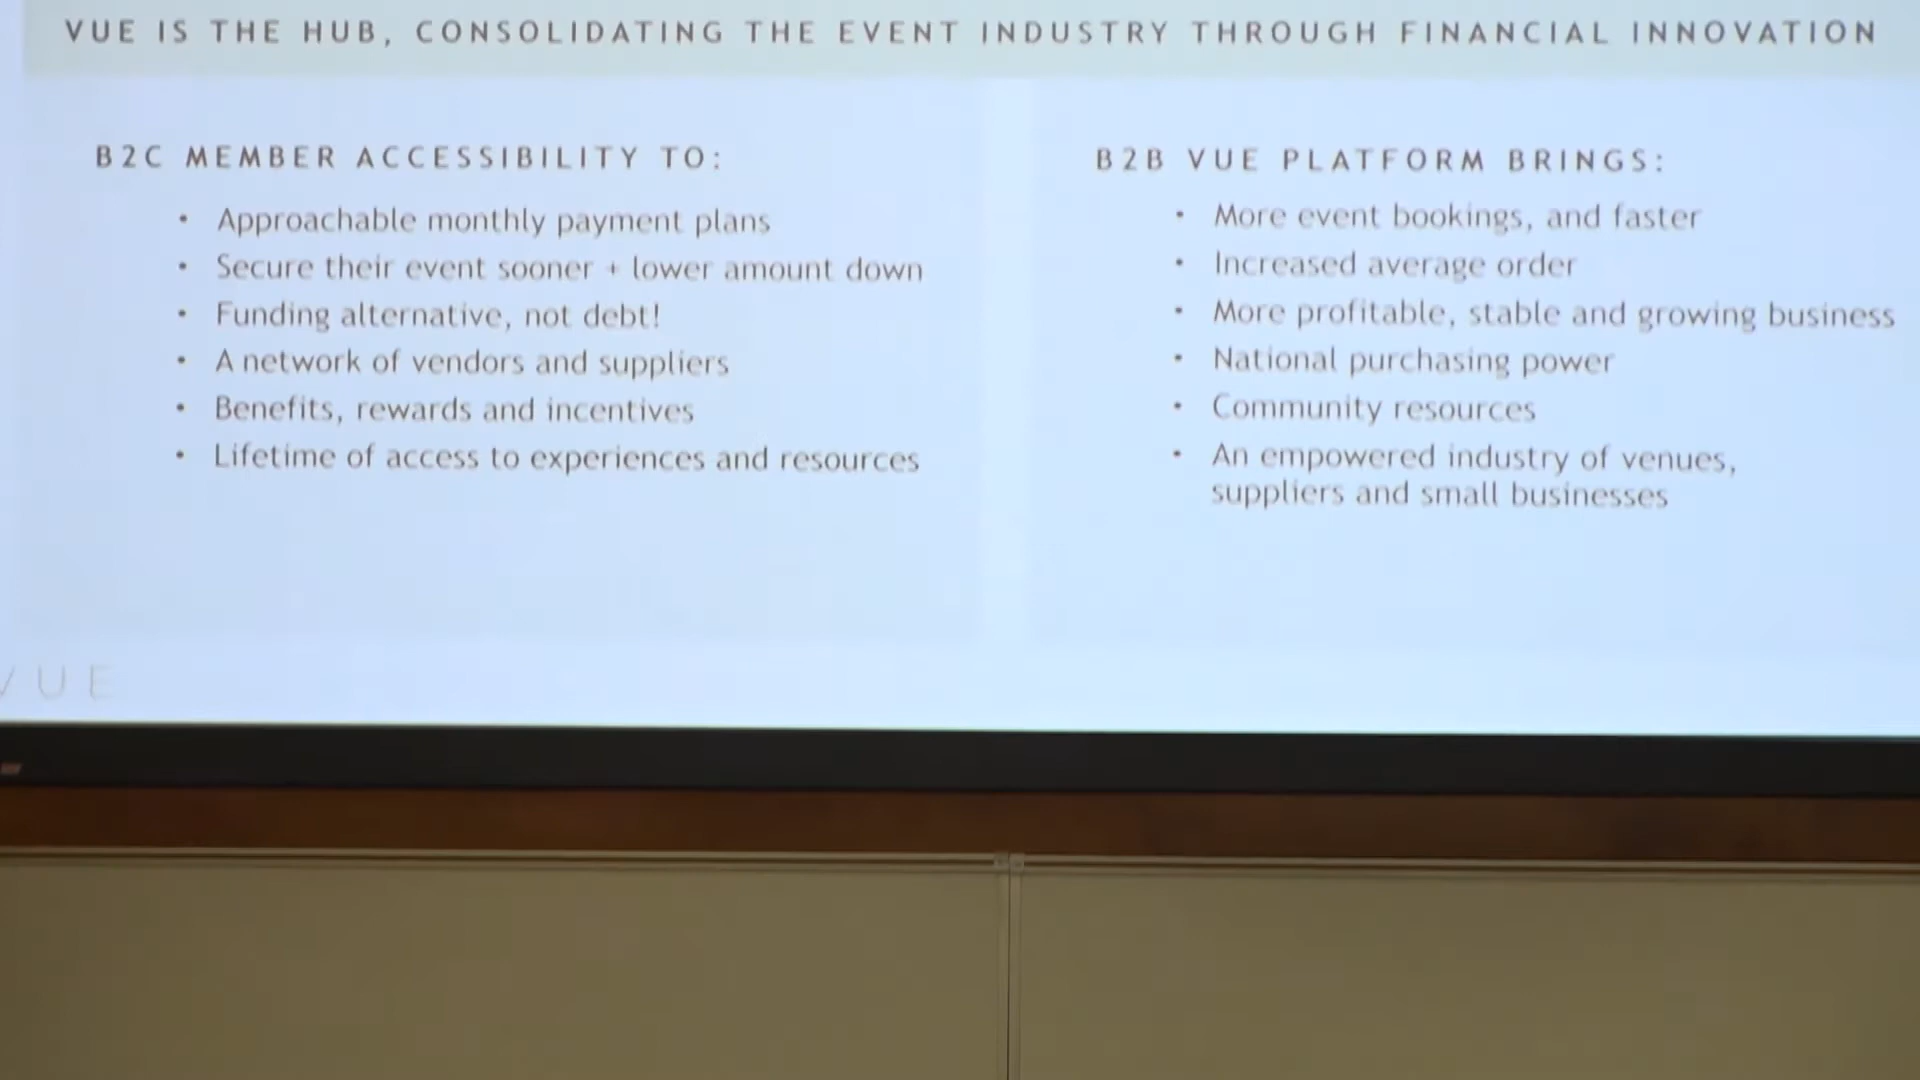 VUE IS THE HUB, CONSOLIDATING THE EVENT INDUSTRY THROUGH FINANCIAL INNOVATION
B2C MEMBER ACCESSIBILITY TO:
• Approachable monthly payment plans
• Secure their event sooner + lower amount down
• Funding alternative, not debt!
• A network of vendors and suppliers
• Benefits, rewards and incentives
• Lifetime of access to experiences and resources
B2B VUE PLATFORM BRINGS:
• More event bookings, and faster
• Increased average order
• More profitable, stable and growing business
• National purchasing power
• Community resources
• An empowered industry of venues,
suppliers and small businesses
VUE